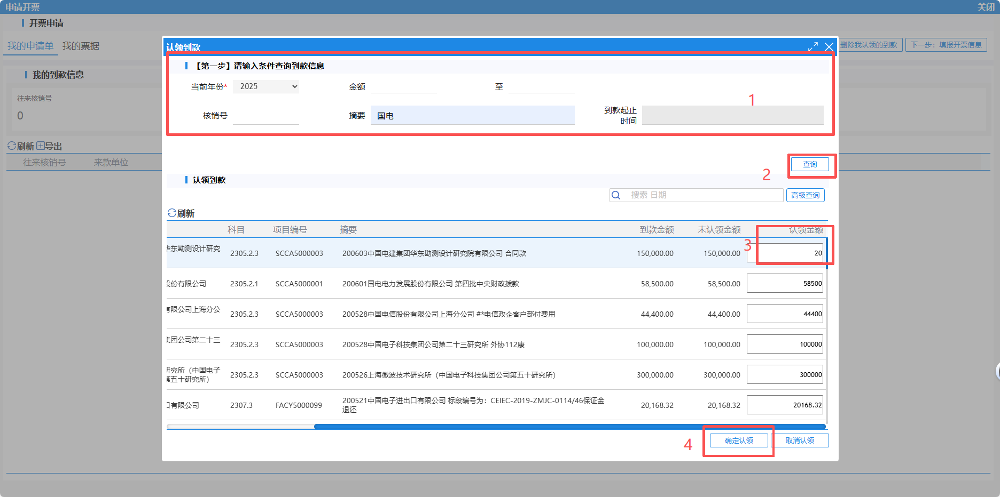 申请开票 关闭
开票申请
我的申请单 我的票据
删除我认领的到款 下一步：填报开票信息
我的到款信息
往来核销号
0
刷新 导出
往来核销号 来款单位
认领到款
【第一步】请输入条件查询到款信息
当前年份* 2025 金额 至
1
核销号 摘要 国电 到款起止时间
查询
2
认领到款
搜索 日期 高级查询
刷新
科目 项目编号 摘要 到款金额 未认领金额 认领金额
3
华东勘测设计研究 2305.2.3 SCCA5000003 200603中国电建集团华东勘测设计研究院有限公司 合同款 150,000.00 150,000.00 20
股份有限公司 2305.2.1 SCCA5000001 200601国电电力发展股份有限公司 第四批中央财政拨款 58,500.00 58,500.00 58500
有限公司上海分公 2305.2.3 SCCA5000003 200528中国电信股份有限公司上海分公司 #*电信政企客户部付费用 44,400.00 44,400.00 44400
集团公司第二十三 2305.2.3 SCCA5000003 200528中国电子科技集团公司第二十三研究所 外协112康 100,000.00 100,000.00 100000
研究所（中国电子
第五十研究所） 2305.2.3 SCCA5000003 200526上海微波技术研究所（中国电子科技集团公司第五十研究所） 300,000.00 300,000.00 300000
口有限公司 2307.3 FACY5000099 200521中国电子进出口有限公司 标段编号为：CEIEC-2019-ZMJC-0114/46保证金
退还 20,168.32 20,168.32 20168.32
4 确定认领 取消认领